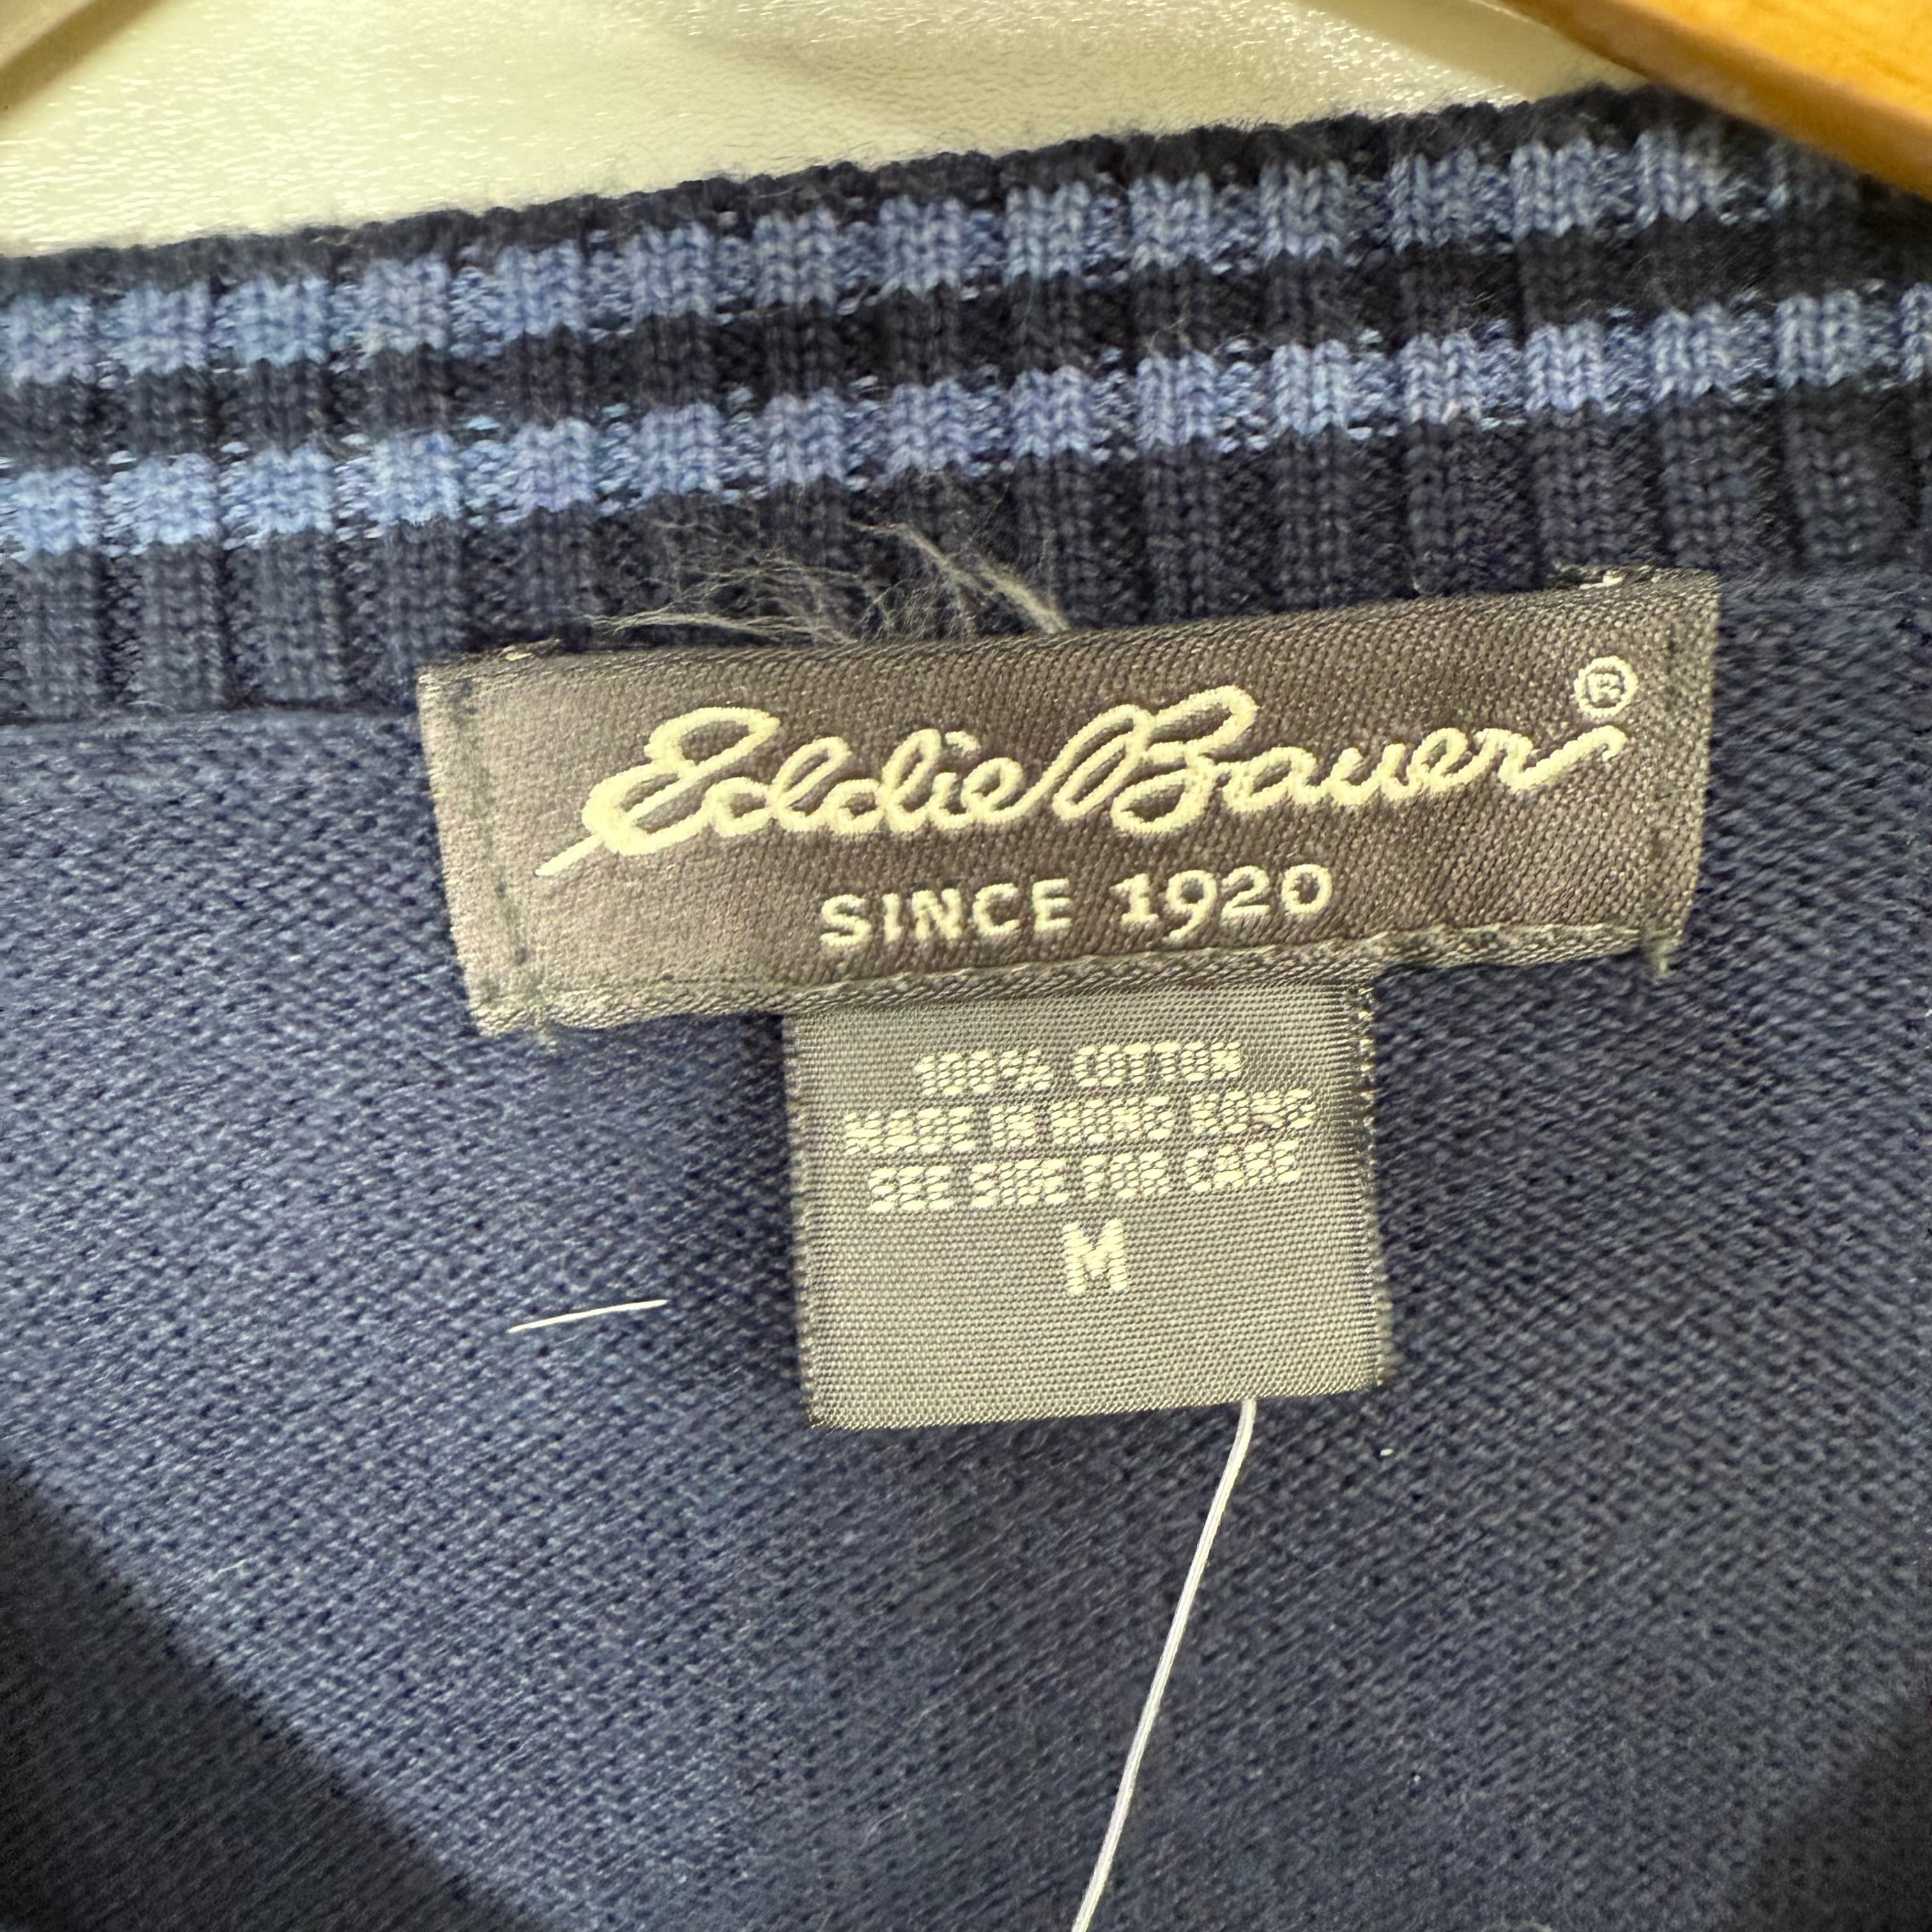 Eddie Bauer®
SINCE 1920
100% COTTON
MADE IN HONG KONG
SEE SIDE FOR CARE
M